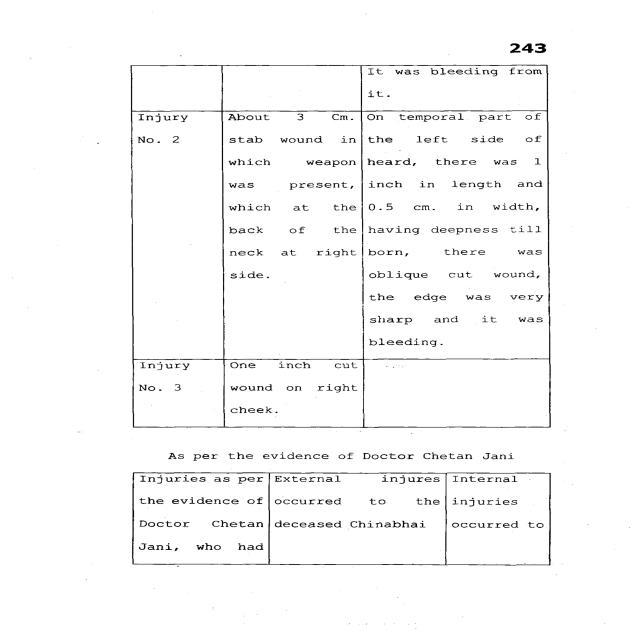 243
It was bleeding from
it.
Injury
No. 2
About 3 Cm.
stab wound in
which weapon
was present,
which at the
back of the
neck at right
side.
On temporal part of
the left side of
heard, there was 1
inch in length and
0.5 cm. in width,
having deepness till
born, there was
oblique cut wound,
the edge was very
sharp and it was
bleeding.
Injury
No. 3
One inch cut
wound on right
cheek.
....
As per the evidence of Doctor Chetan Jani
Injuries as per
the evidence of
Doctor Chetan
Jani, who had
External injures
occurred to the
deceased Chinabhai
Internal
injuries
occurred to